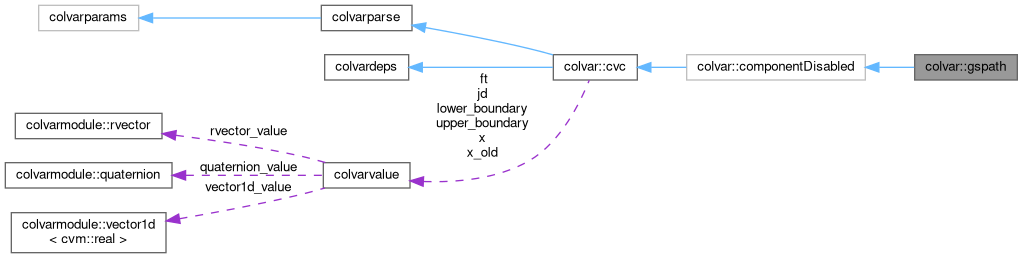 colvarparams
colvarparse
colvardeps
colvar::cvc
colvar::componentDisabled
colvar::gspath
ft
jd
lower_boundary
upper_boundary
x
x_old
colvarmodule::rvector
rvector_value
colvarmodule::quaternion
quaternion_value
colvarvalue
vector1d_value
colvarmodule::vector1d
< cvm::real >